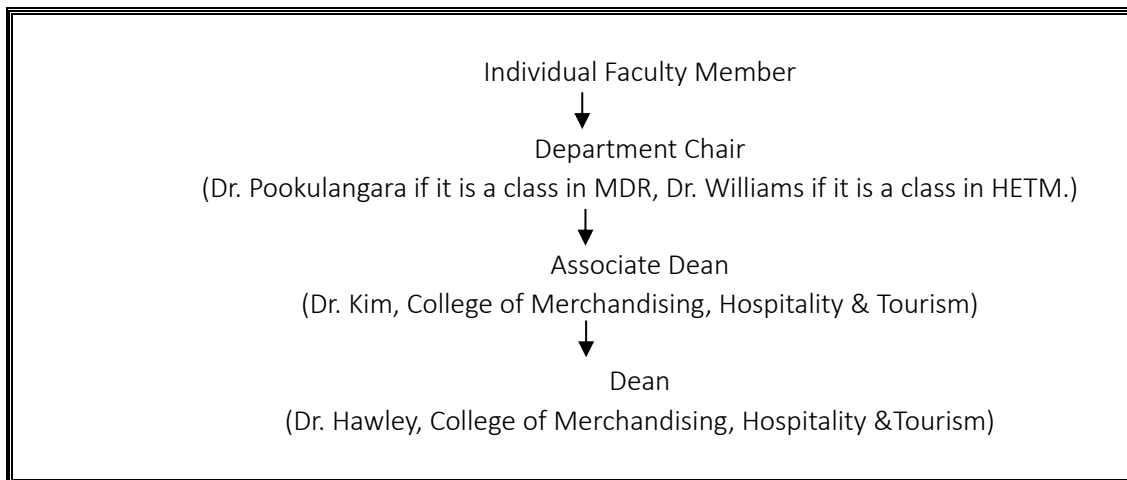 Individual Faculty Member
Department Chair
(Dr. Pookulangara if it is a class in MDR, Dr. Williams if it is a class in HETM.)
Associate Dean
(Dr. Kim, College of Merchandising, Hospitality & Tourism)
Dean
(Dr. Hawley, College of Merchandising, Hospitality &Tourism)